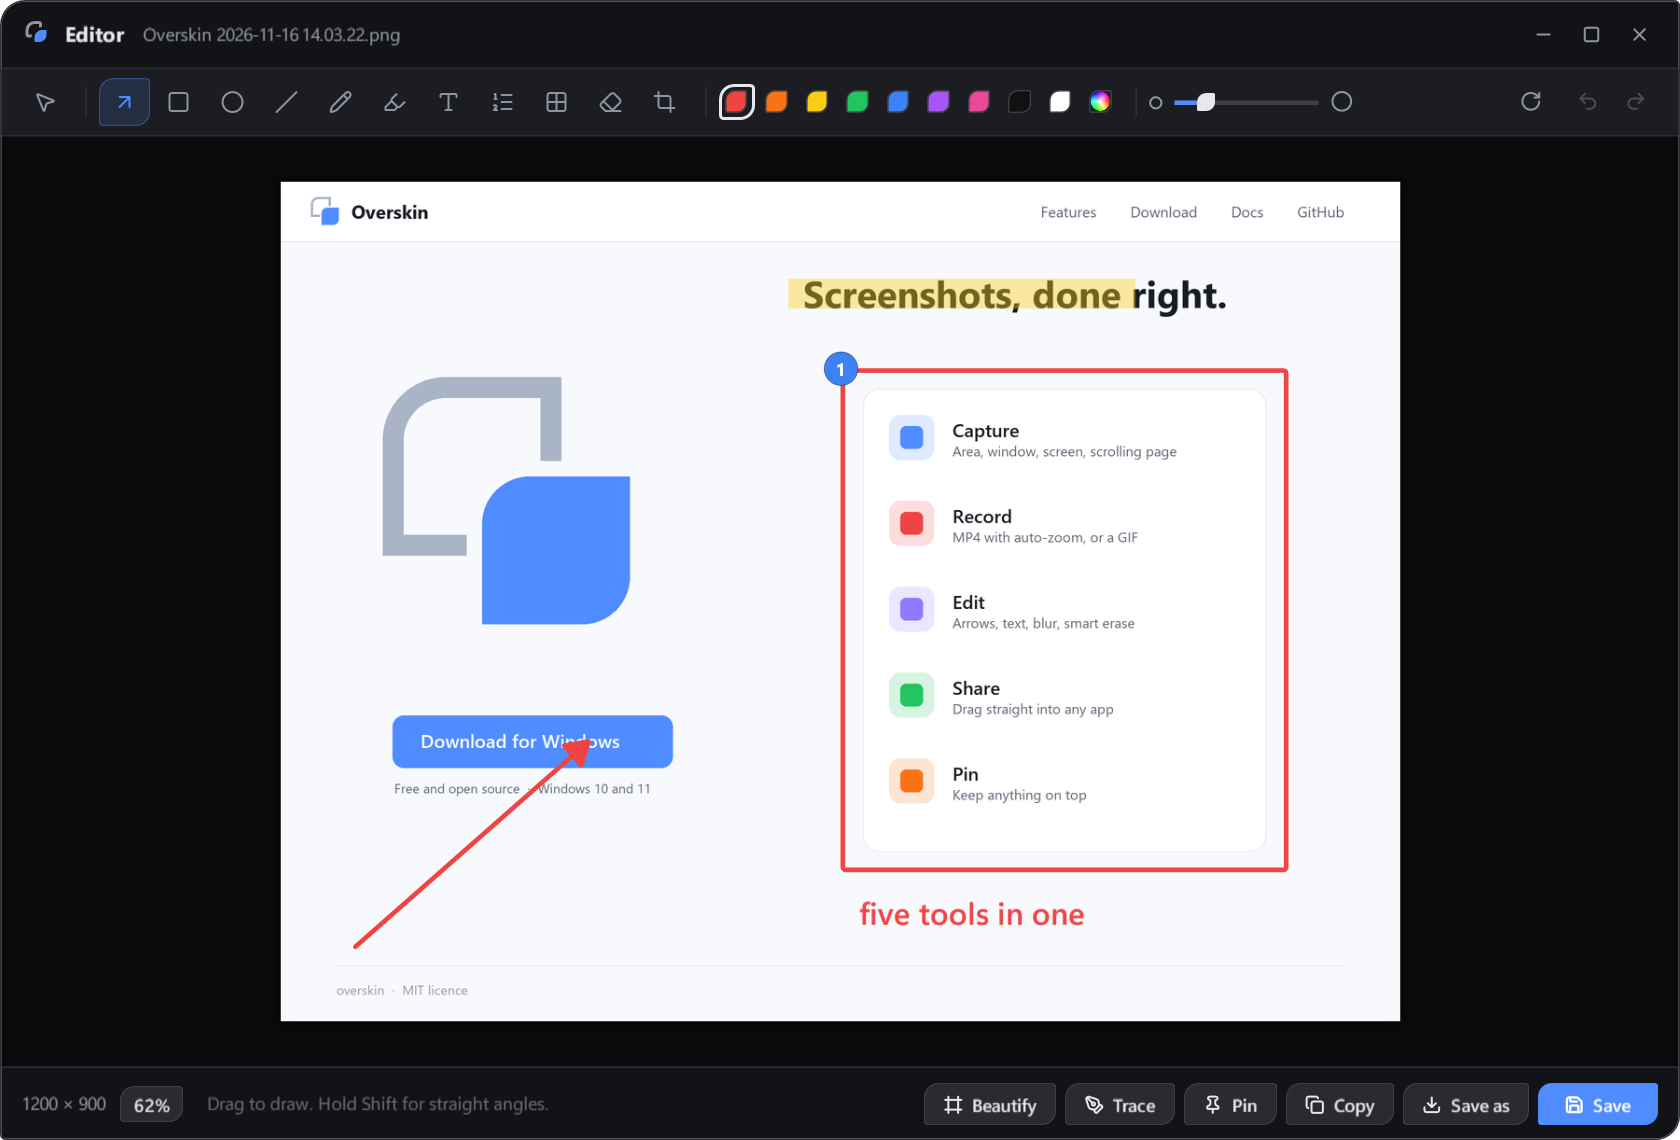 Editor Overskin 2026-11-16 14.03.22.png
Overskin
Features Download Docs GitHub
Screenshots, done right.
1
Capture
Area, window, screen, scrolling page
Record
MP4 with auto-zoom, or a GIF
Edit
Arrows, text, blur, smart erase
Share
Drag straight into any app
Pin
Keep anything on top
Download for Windows
Free and open source · Windows 10 and 11
five tools in one
overskin · MIT licence
1200 × 900 62% Drag to draw. Hold Shift for straight angles.
Beautify Trace Pin Copy Save as Save